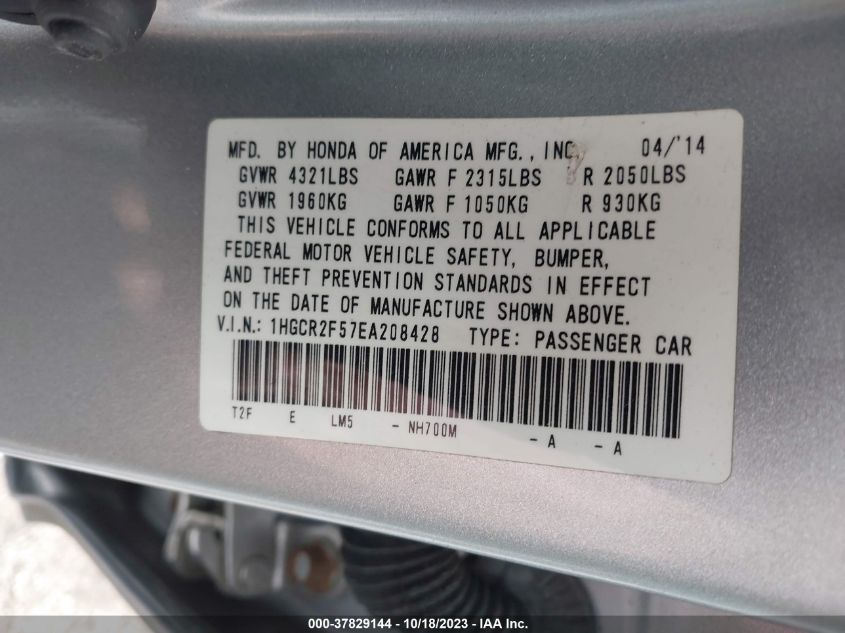 MFD. BY HONDA OF AMERICA MFG., INC. 04/'14
GVWR 4321LBS GAWR F 2315LBS R 2050LBS
GVWR 1960KG GAWR F 1050KG R 930KG
THIS VEHICLE CONFORMS TO ALL APPLICABLE
FEDERAL MOTOR VEHICLE SAFETY, BUMPER,
AND THEFT PREVENTION STANDARDS IN EFFECT
ON THE DATE OF MANUFACTURE SHOWN ABOVE.
V.I.N.: 1HGCR2F57EA208428 TYPE: PASSENGER CAR
T2F E LM5 - NH700M - A - A
000-37829144 - 10/18/2023 - IAAI.com